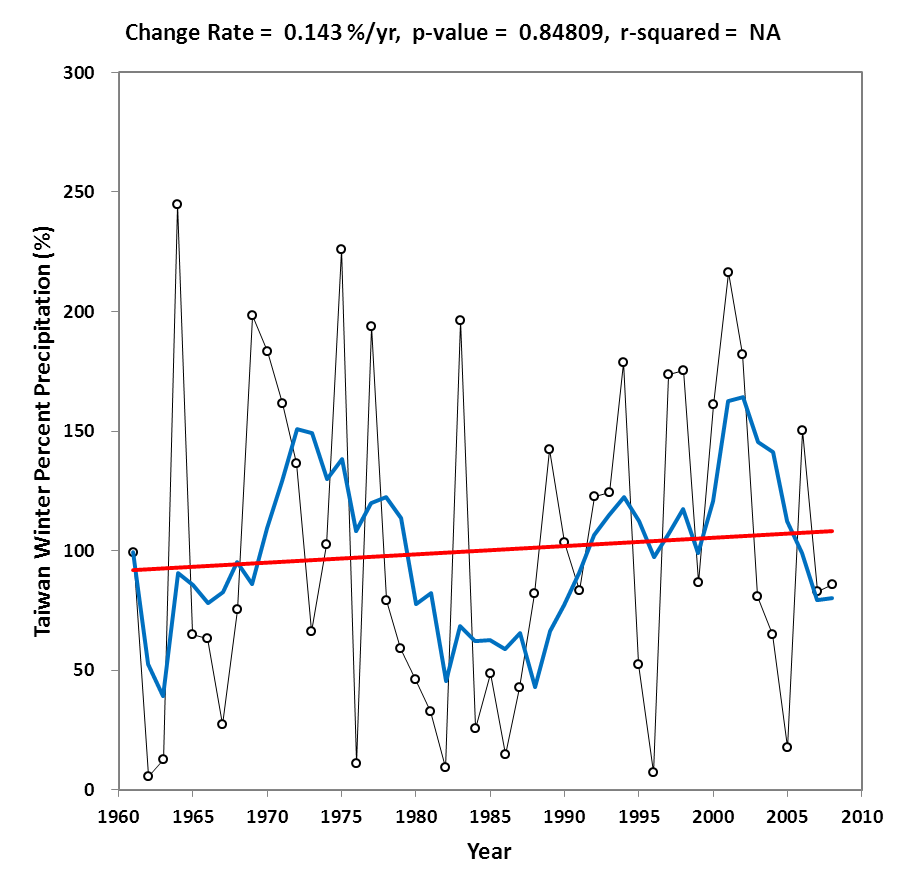 Change Rate = 0.143 %/yr, p-value = 0.84809, r-squared = NA
300
250
200
150
100
50
0
Taiwan Winter Percent Precipitation (%)
1960 1965 1970 1975 1980 1985 1990 1995 2000 2005 2010
Year